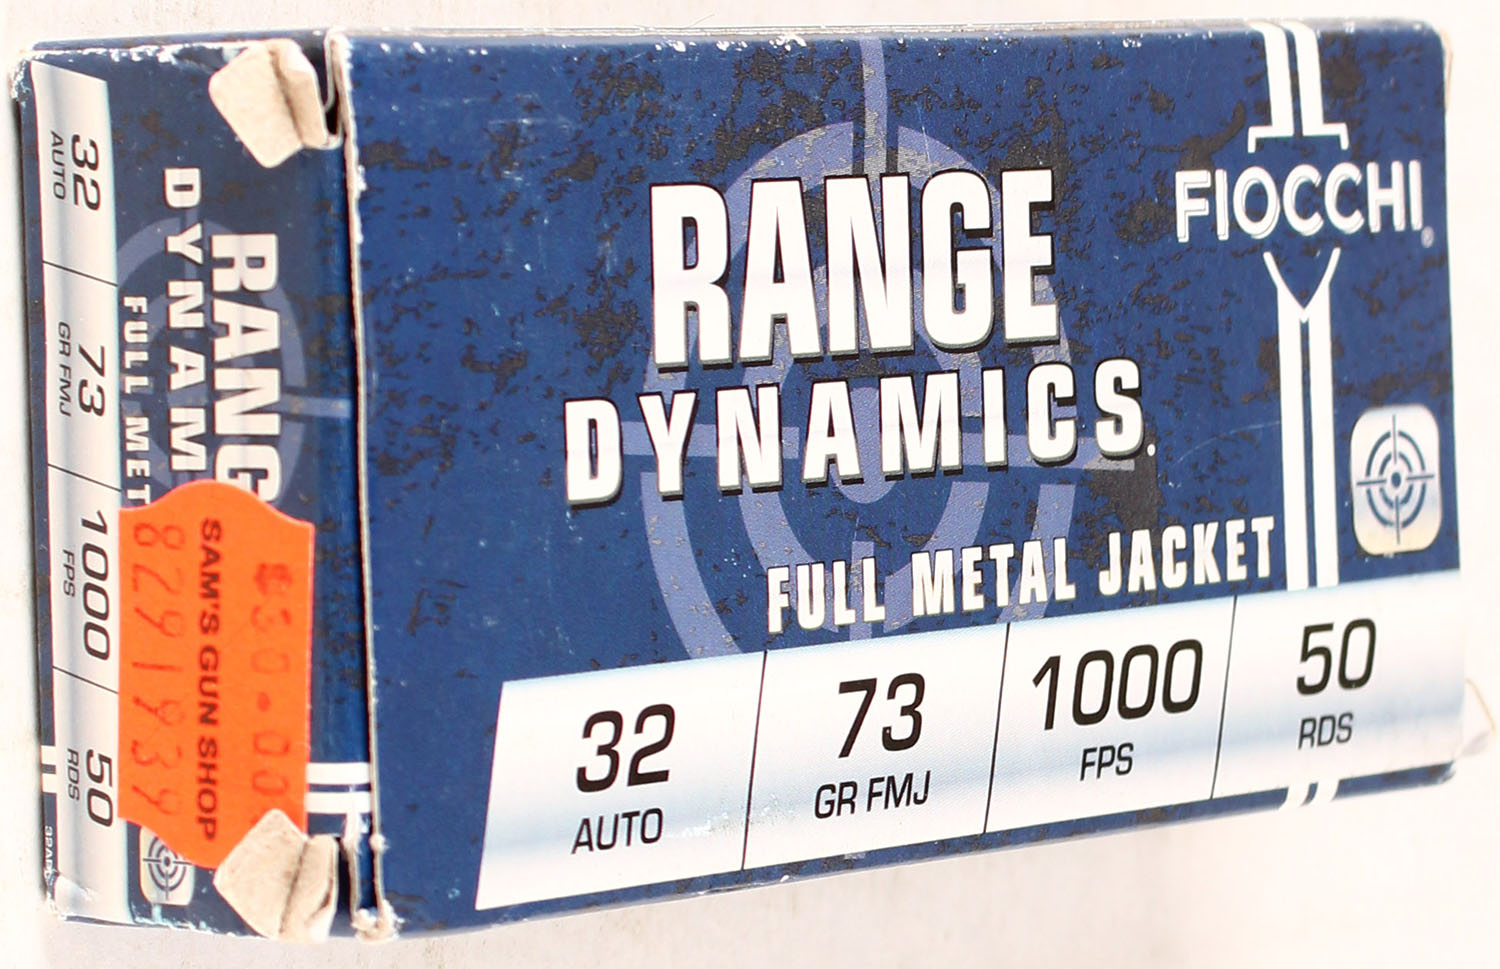 FIOCCHI®
RANGE
DYNAMICS
FULL METAL JACKET
32
AUTO
73
GR FMJ
1000
FPS
50
RDS
RANG
DYNAM
FULL MET
32
AUTO
73
GR FMJ
1000
FPS
50
RDS
SAM'S GUN SHOP